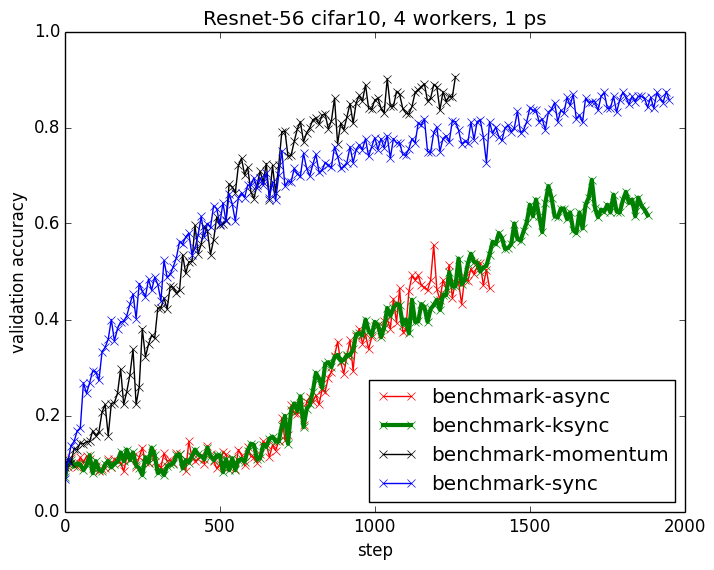 Resnet-56 cifar10, 4 workers, 1 ps
1.0
0.8
0.6
0.4
0.2
0.0
validation accuracy
benchmark-async
benchmark-ksync
benchmark-momentum
benchmark-sync
0 500 1000 1500 2000
step